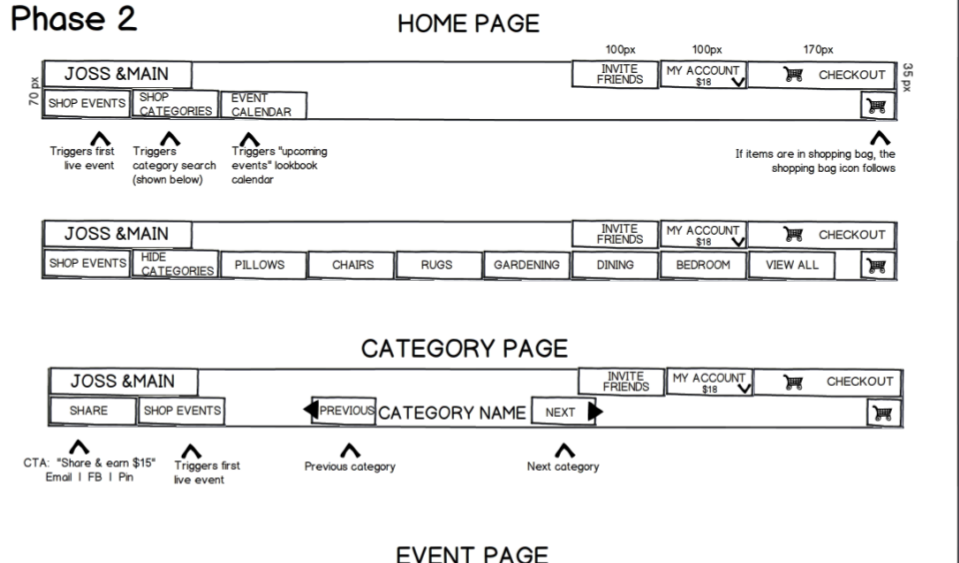 Phase 2
HOME PAGE
100px
100px
170px
JOSS &MAIN
INVITE
FRIENDS
MY ACCOUNT
$18
CHECKOUT
70 px
35 px
SHOP EVENTS
SHOP
CATEGORIES
EVENT
CALENDAR
Triggers first
live event
Triggers
category search
(shown below)
Triggers "upcoming
events" lookbook
calendar
If items are in shopping bag, the
shopping bag icon follows
JOSS &MAIN
INVITE
FRIENDS
MY ACCOUNT
$18
CHECKOUT
SHOP EVENTS
HIDE
CATEGORIES
PILLOWS
CHAIRS
RUGS
GARDENING
DINING
BEDROOM
VIEW ALL
CATEGORY PAGE
JOSS &MAIN
INVITE
FRIENDS
MY ACCOUNT
$18
CHECKOUT
SHARE
SHOP EVENTS
PREVIOUS
CATEGORY NAME
NEXT
CTA: "Share & earn $15"
Email | FB | Pin
Triggers first
live event
Previous category
Next category
EVENT PAGE